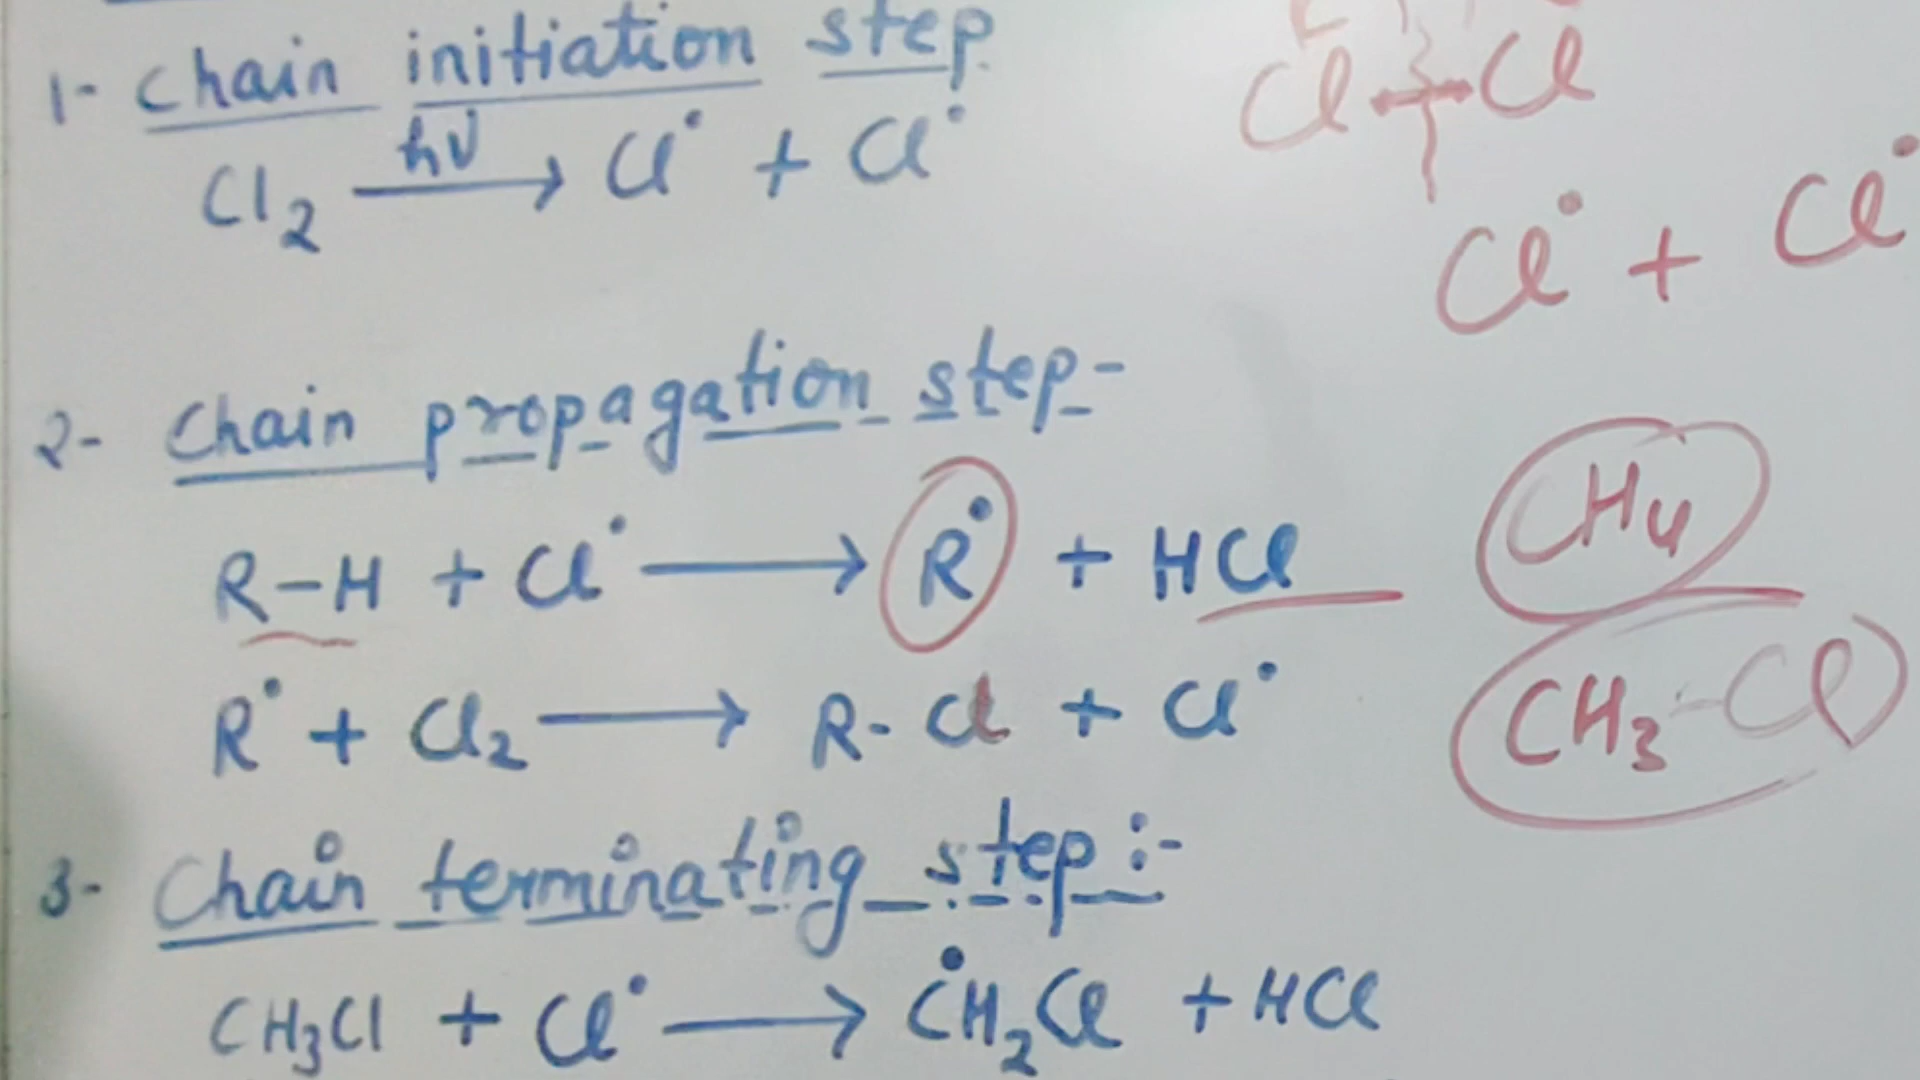 1- Chain initiation step
Cl₂ —hν→ Cl• + Cl•
Cl–Cl
Cl• + Cl•
2- Chain propagation step-
R–H + Cl• ⟶ R• + HCl
CH₄
R• + Cl₂ ⟶ R-Cl + Cl•
CH₃-Cl
3- Chain terminating step :-
CH₃Cl + Cl• ⟶ •CH₂Cl + HCl